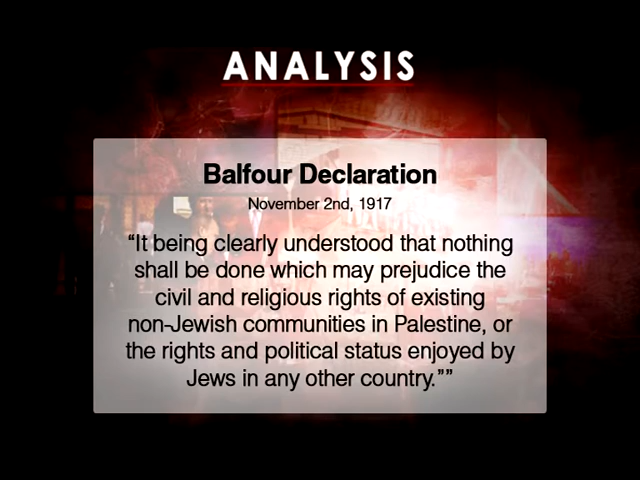 ANALYSIS
Balfour Declaration
November 2nd, 1917
“It being clearly understood that nothing
shall be done which may prejudice the
civil and religious rights of existing
non-Jewish communities in Palestine, or
the rights and political status enjoyed by
Jews in any other country.””